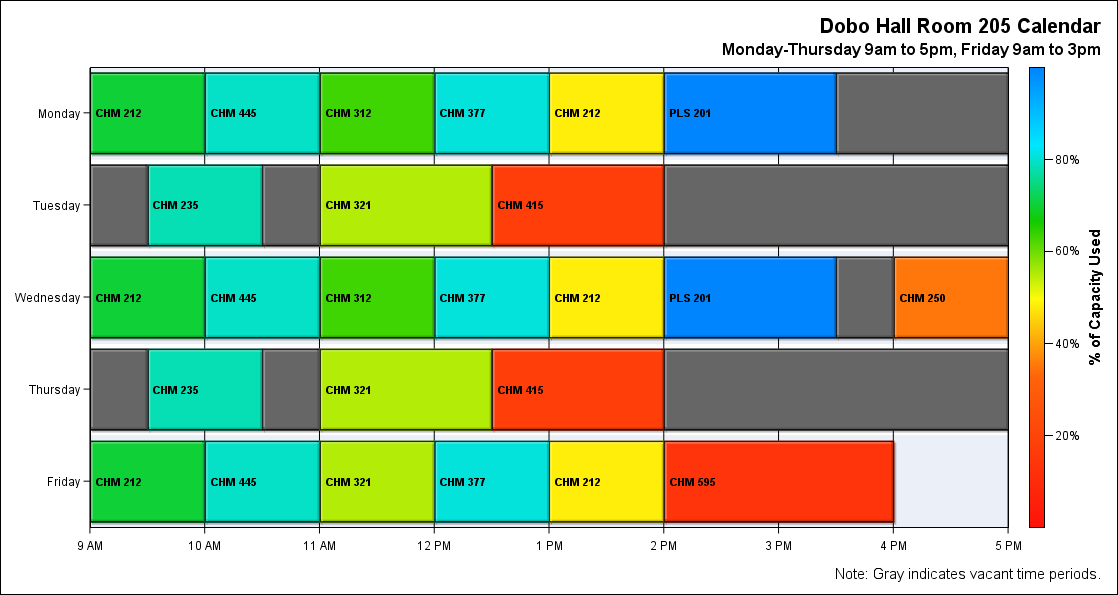 Dobo Hall Room 205 Calendar
Monday-Thursday 9am to 5pm, Friday 9am to 3pm
Monday
CHM 212
CHM 445
CHM 312
CHM 377
CHM 212
PLS 201
Tuesday
CHM 235
CHM 321
CHM 415
Wednesday
CHM 212
CHM 445
CHM 312
CHM 377
CHM 212
PLS 201
CHM 250
Thursday
CHM 235
CHM 321
CHM 415
Friday
CHM 212
CHM 445
CHM 321
CHM 377
CHM 212
CHM 595
9 AM
10 AM
11 AM
12 PM
1 PM
2 PM
3 PM
4 PM
5 PM
80%
60%
40%
20%
% of Capacity Used
Note: Gray indicates vacant time periods.